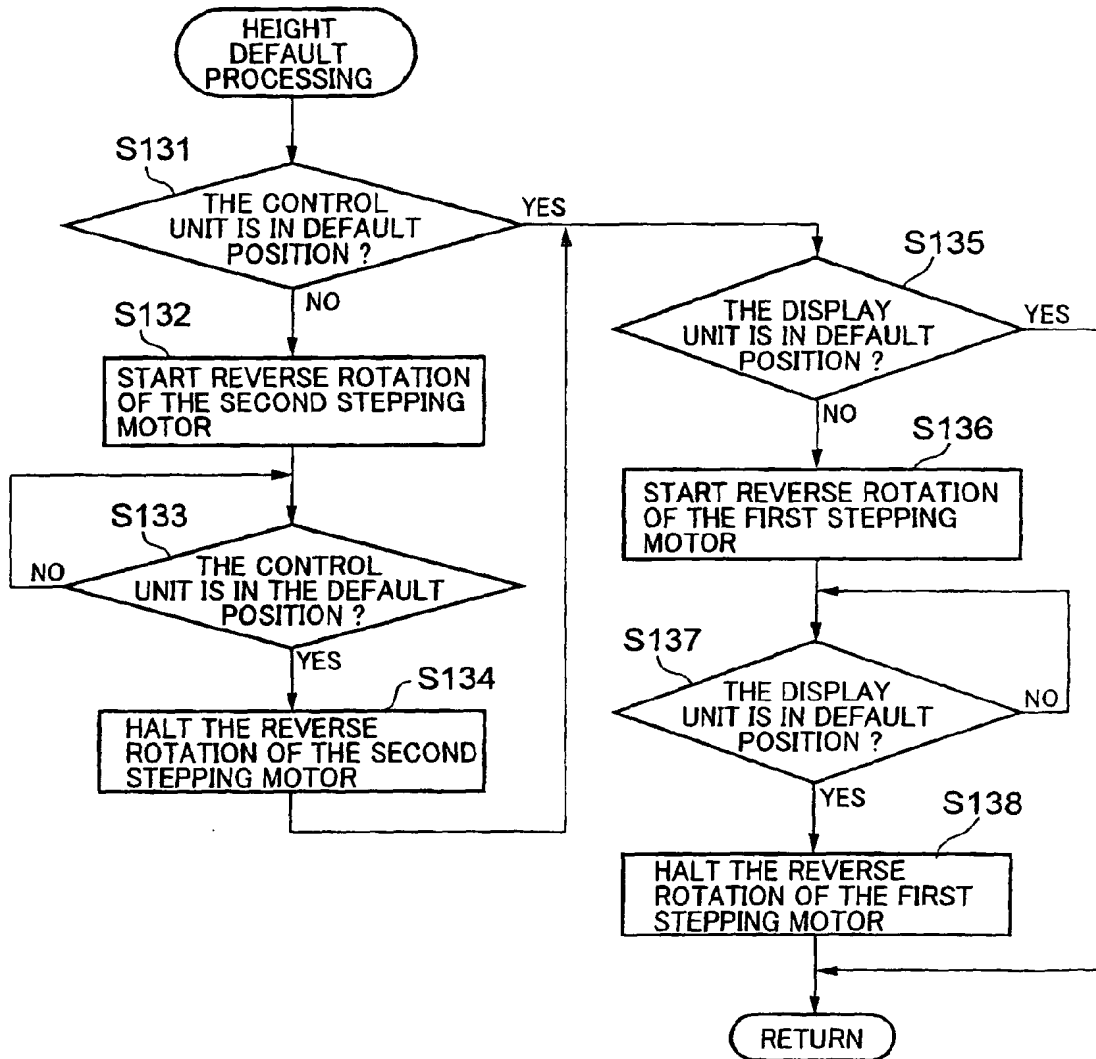 HEIGHT
DEFAULT
PROCESSING
S131
THE CONTROL
UNIT IS IN DEFAULT
POSITION ?
YES
NO
S132
START REVERSE ROTATION
OF THE SECOND STEPPING
MOTOR
S133
THE CONTROL
UNIT IS IN THE DEFAULT
POSITION ?
NO
YES
S134
HALT THE REVERSE
ROTATION OF THE SECOND
STEPPING MOTOR
S135
THE DISPLAY
UNIT IS IN DEFAULT
POSITION ?
YES
NO
S136
START REVERSE ROTATION
OF THE FIRST STEPPING
MOTOR
S137
THE DISPLAY
UNIT IS IN DEFAULT
POSITION ?
NO
YES
S138
HALT THE REVERSE
ROTATION OF THE FIRST
STEPPING MOTOR
RETURN